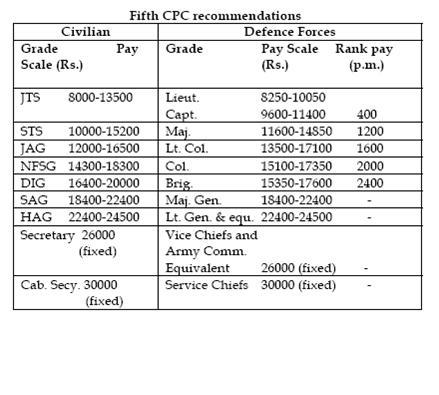 Fifth CPC recommendations
Civilian Defence Forces
Grade Pay Grade Pay Scale Rank pay
Scale (Rs.) (Rs.) (p.m.)
JTS 8000-13500 Lieut. 8250-10050
Capt. 9600-11400 400
STS 10000-15200 Maj. 11600-14850 1200
JAG 12000-16500 Lt. Col. 13500-17100 1600
NFSG 14300-18300 Col. 15100-17350 2000
DIG 16400-20000 Brig. 15350-17600 2400
SAG 18400-22400 Maj. Gen. 18400-22400 -
HAG 22400-24500 Lt. Gen. & equ. 22400-24500 -
Secretary 26000 Vice Chiefs and
(fixed) Army Comm.
Equivalent 26000 (fixed) -
Cab. Secy. 30000 Service Chiefs 30000 (fixed) -
(fixed)